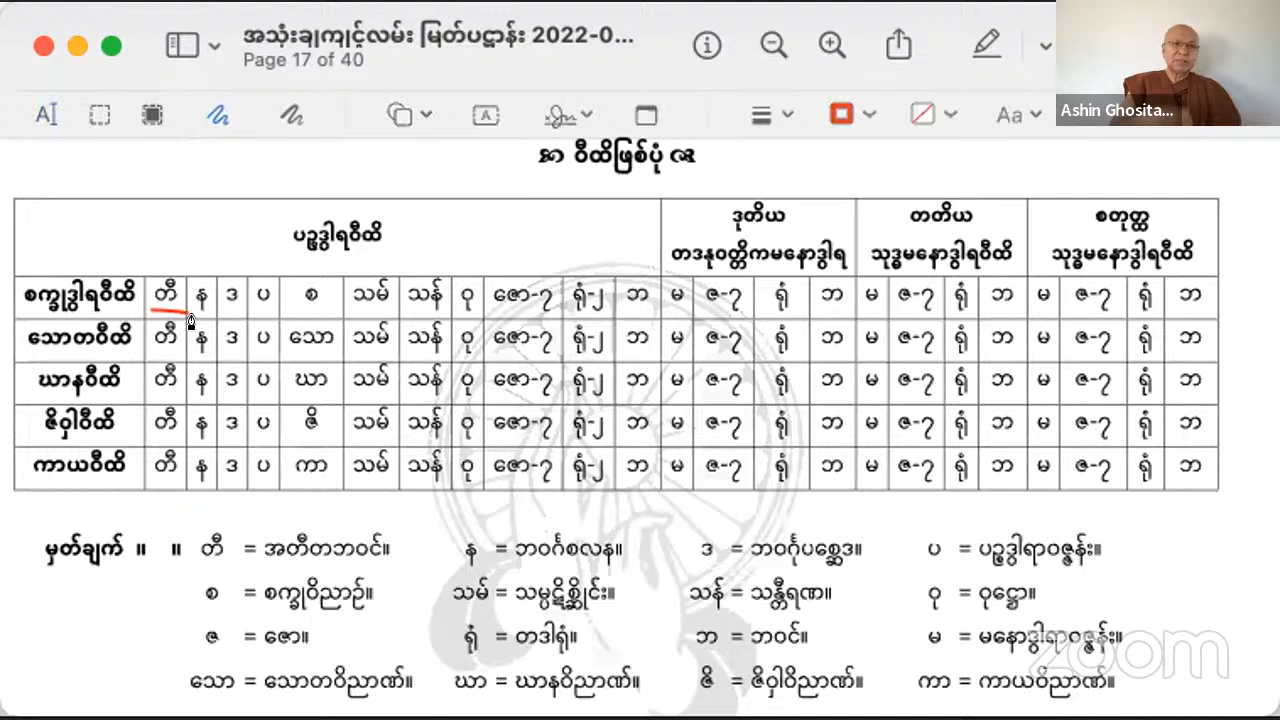 အသုံးချကျင့်လမ်း မြတ်ပဋ္ဌာန်း 2022-0...
Page 17 of 40
Ashin Ghosita...
ဝီထိဖြစ်ပုံ
ပဉ္စဒွါရဝီထိ
ဒုတိယ တဒနုဝတ္တိကမနောဒွါရ
တတိယ သုဒ္ဓမနောဒွါရဝီထိ
စတုတ္ထ သုဒ္ဓမနောဒွါရဝီထိ
စက္ခုဒွါရဝီထိ တီ န ဒ ပ စ သမ် သန် ဝု ဇော-၇ ရုံ-၂ ဘ မ ဇ-၇ ရုံ ဘ မ ဇ-၇ ရုံ ဘ မ ဇ-၇ ရုံ ဘ
သောတဝီထိ တီ န ဒ ပ သော သမ် သန် ဝု ဇော-၇ ရုံ-၂ ဘ မ ဇ-၇ ရုံ ဘ မ ဇ-၇ ရုံ ဘ မ ဇ-၇ ရုံ ဘ
ဃာနဝီထိ တီ န ဒ ပ ဃာ သမ် သန် ဝု ဇော-၇ ရုံ-၂ ဘ မ ဇ-၇ ရုံ ဘ မ ဇ-၇ ရုံ ဘ မ ဇ-၇ ရုံ ဘ
ဇိဝှါဝီထိ တီ န ဒ ပ ဇိ သမ် သန် ဝု ဇော-၇ ရုံ-၂ ဘ မ ဇ-၇ ရုံ ဘ မ ဇ-၇ ရုံ ဘ မ ဇ-၇ ရုံ ဘ
ကာယဝီထိ တီ န ဒ ပ ကာ သမ် သန် ဝု ဇော-၇ ရုံ-၂ ဘ မ ဇ-၇ ရုံ ဘ မ ဇ-၇ ရုံ ဘ မ ဇ-၇ ရုံ ဘ
မှတ်ချက် ။ ။ တီ = အတီတဘဝင်။ န = ဘဝင်္ဂစလန။ ဒ = ဘဝင်္ဂုပစ္ဆေဒ။ ပ = ပဉ္စဒွါရာဝဇ္ဇန်း။
စ = စက္ခုဝိညာဉ်။ သမ် = သမ္ပဋိစ္ဆိုင်း။ သန် = သန္တီရဏ။ ဝု = ဝုဋ္ဌော။
ဇ = ဇော။ ရုံ = တဒါရုံ။ ဘ = ဘဝင်။ မ = မနောဒွါရာဝဇ္ဇန်း။
သော = သောတဝိညာဏ်။ ဃာ = ဃာနဝိညာဏ်။ ဇိ = ဇိဝှါဝိညာဏ်။ ကာ = ကာယဝိညာဏ်။
zoom